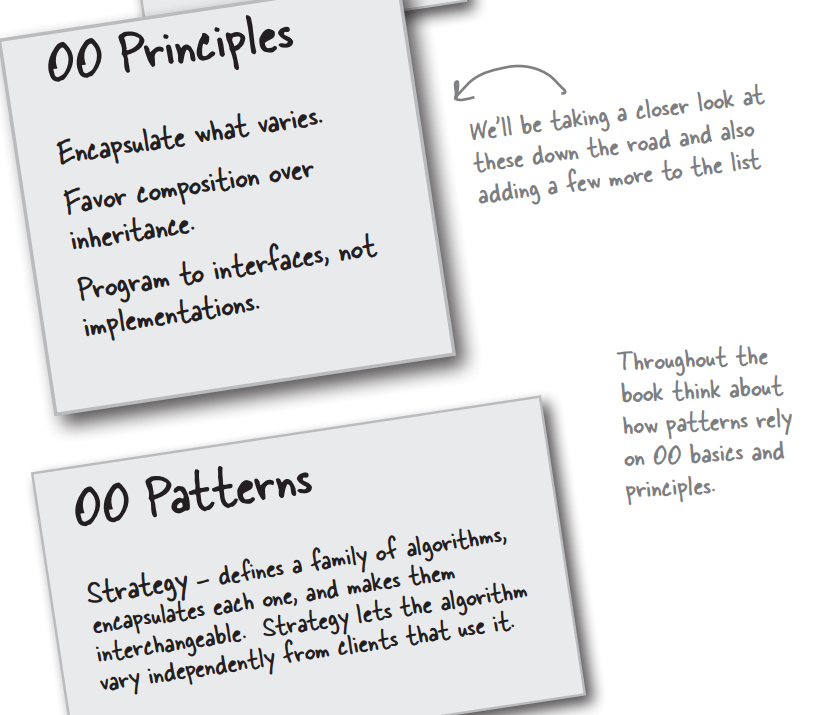 OO Principles
Encapsulate what varies.
Favor composition over
inheritance.
Program to interfaces, not
implementations.
We'll be taking a closer look at
these down the road and also
adding a few more to the list
Throughout the
book think about
how patterns rely
on OO basics and
principles.
OO Patterns
Strategy – defines a family of algorithms,
encapsulates each one, and makes them
interchangeable. Strategy lets the algorithm
vary independently from clients that use it.